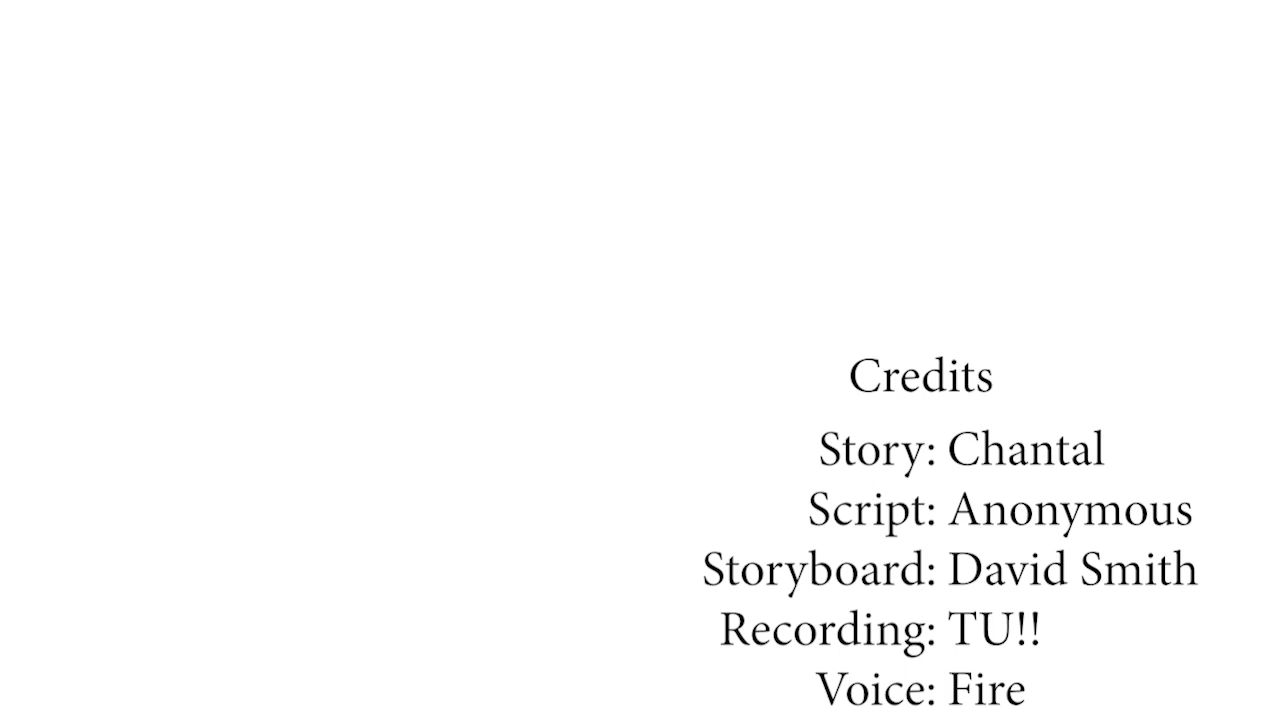 Credits
Story: Chantal
Script: Anonymous
Storyboard: David Smith
Recording: TU!!
Voice: Fire